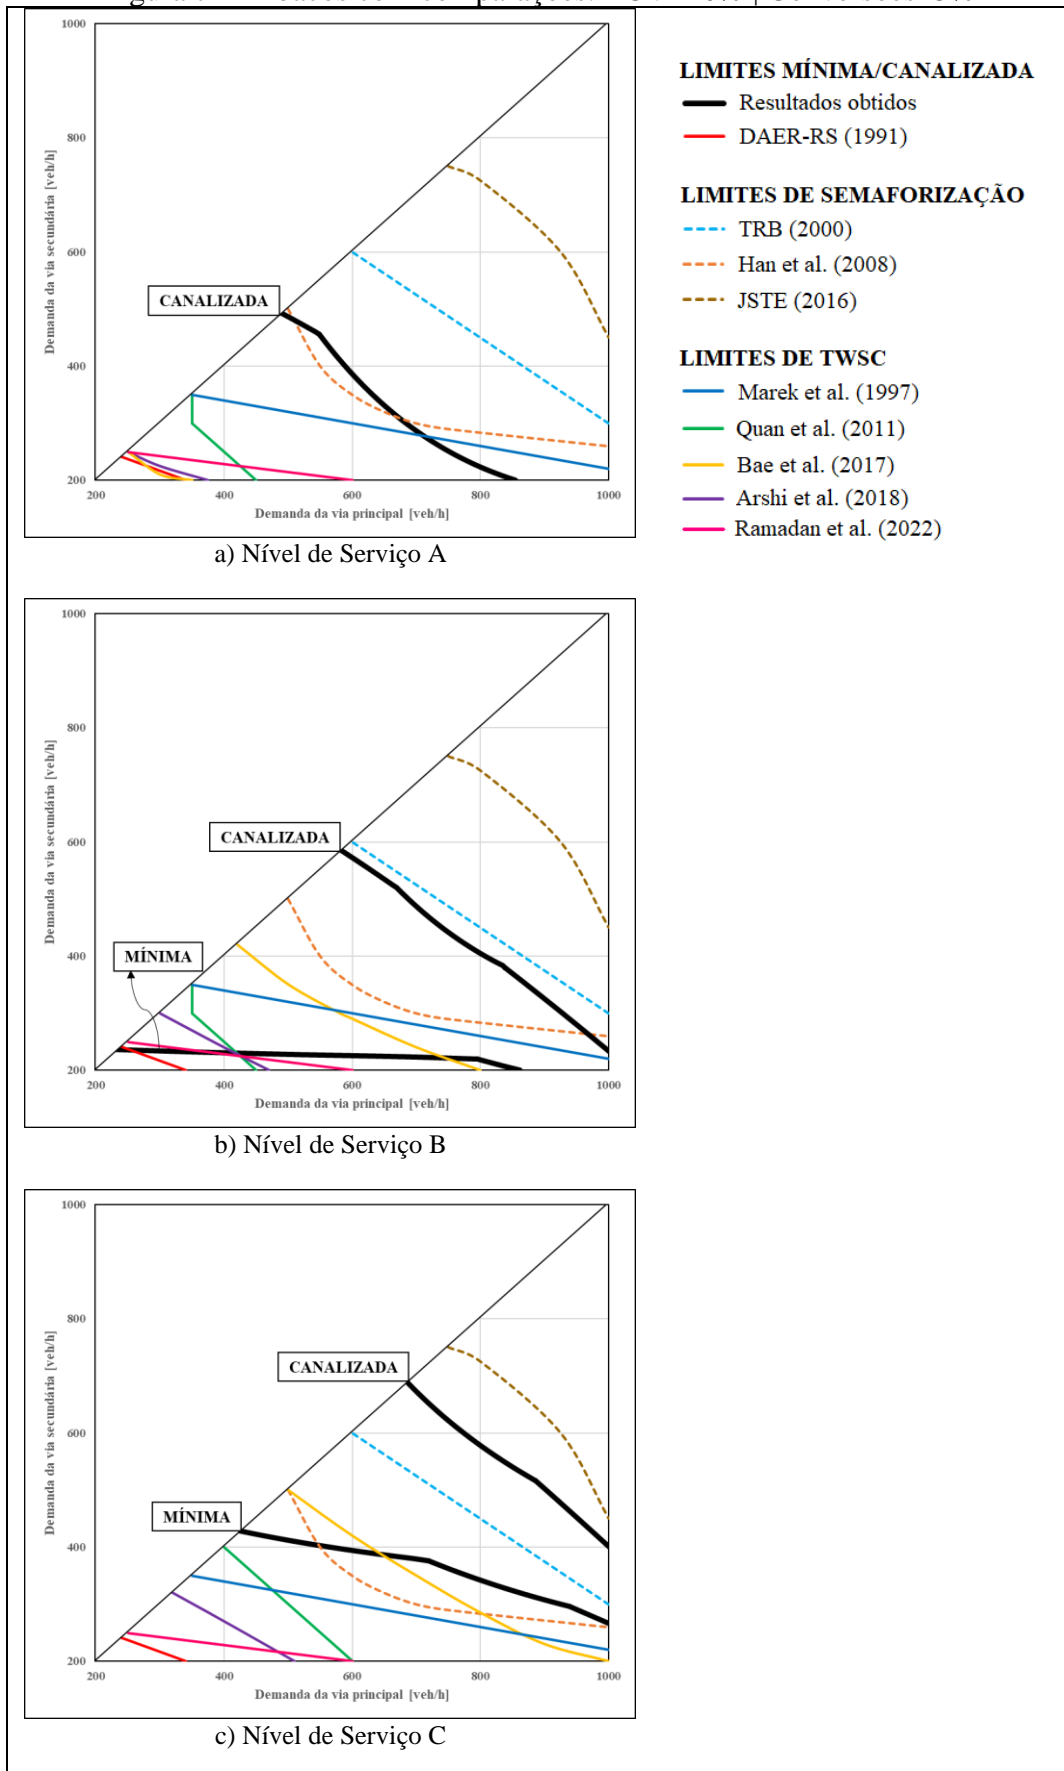 1000
800
600
400
200
Demanda da via secundária [veh/h]
CANALIZADA
200
400
600
800
1000
Demanda da via principal [veh/h]
a) Nível de Serviço A
LIMITES MÍNIMA/CANALIZADA
Resultados obtidos
DAER-RS (1991)
LIMITES DE SEMAFORIZAÇÃO
TRB (2000)
Han et al. (2008)
JSTE (2016)
LIMITES DE TWSC
Marek et al. (1997)
Quan et al. (2011)
Bae et al. (2017)
Arshi et al. (2018)
Ramadan et al. (2022)
1000
800
600
400
200
Demanda da via secundária [veh/h]
CANALIZADA
MÍNIMA
200
400
600
800
1000
Demanda da via principal [veh/h]
b) Nível de Serviço B
1000
800
600
400
200
Demanda da via secundária [veh/h]
CANALIZADA
MÍNIMA
200
400
600
800
1000
Demanda da via principal [veh/h]
c) Nível de Serviço C